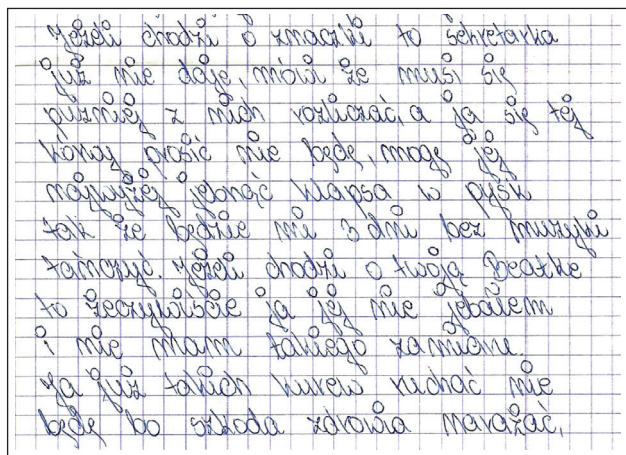 Jeżeli chodzi o znaczki to sekretarka
już nie daje, mówi że musi się
puzniej z nich rozliczać, a ja się tej
prosić nie będę, mogę jej
najwyżej jebnąć klapsa w pysk
tak że będzie mi 3 dni bez muzyki
tańczyć. Jeżeli chodzi o twoją Beatkę
to żeczywiście ja jej nie jebałem
i nie mam takiego zamiaru.
Ja już takich kurew ruchać nie
będę bo szkoda zdrowia narażać,